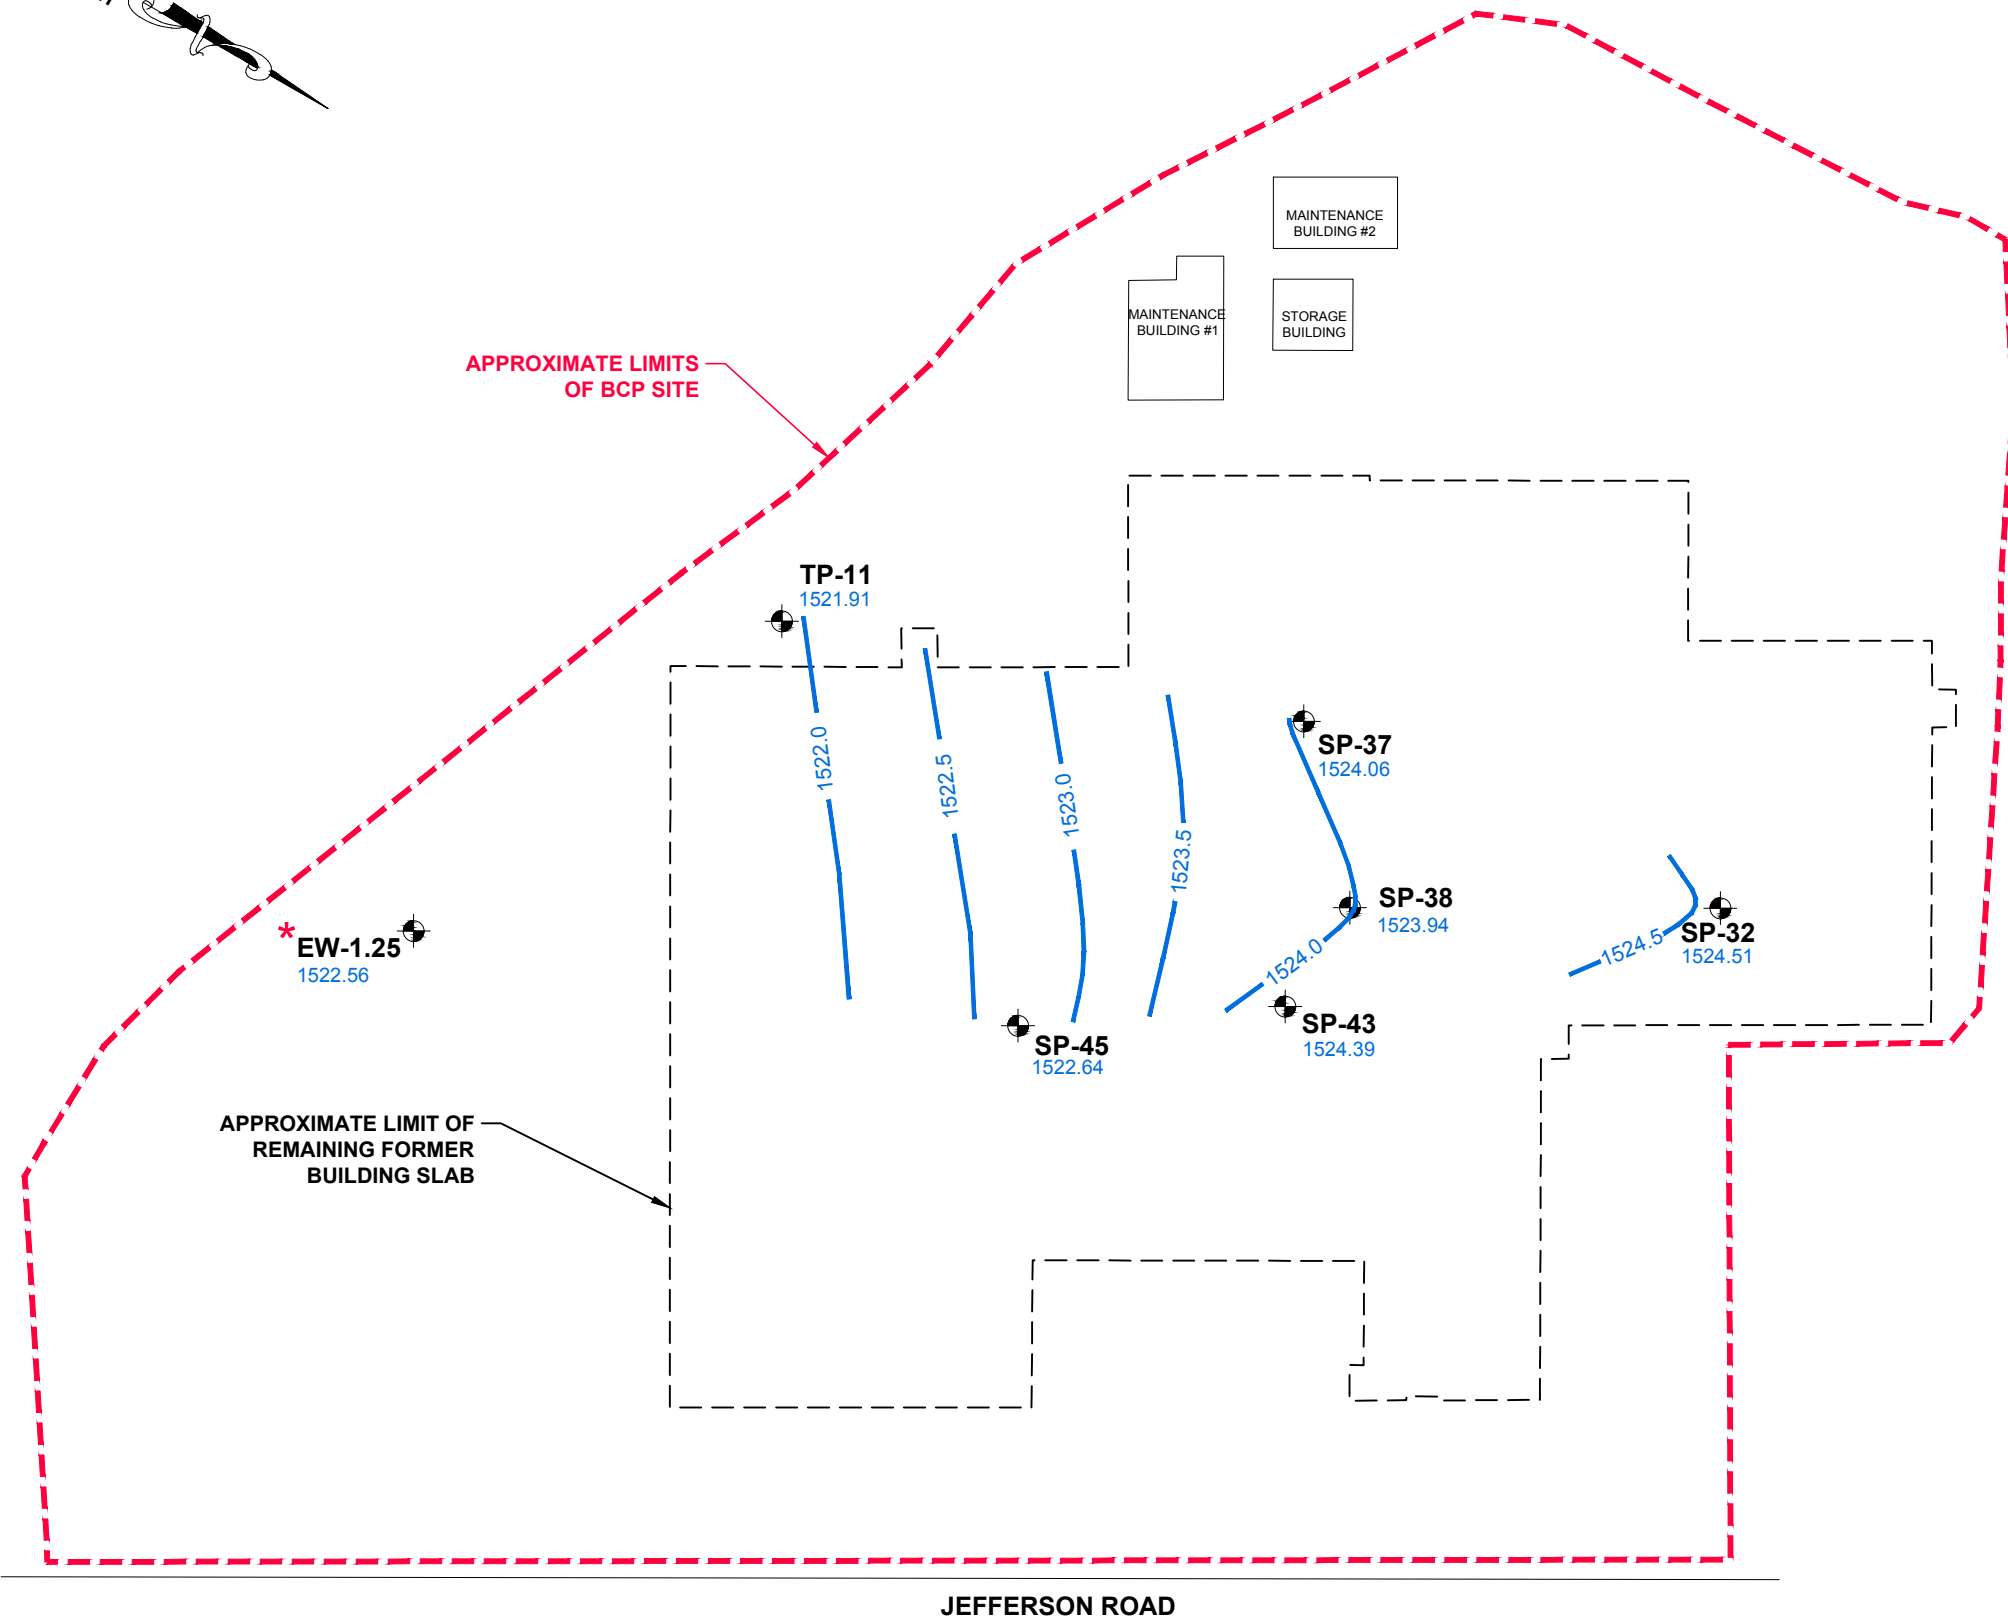 MAINTENANCE
BUILDING #2
MAINTENANCE
BUILDING #1
STORAGE
BUILDING
APPROXIMATE LIMITS
OF BCP SITE
TP-11
1521.91
1522.0
1522.5
1523.0
1523.5
SP-37
1524.06
SP-38
1523.94
1524.0
1524.5
SP-32
1524.51
*
EW-1.25
1522.56
SP-43
1524.39
SP-45
1522.64
APPROXIMATE LIMIT OF
REMAINING FORMER
BUILDING SLAB
JEFFERSON ROAD